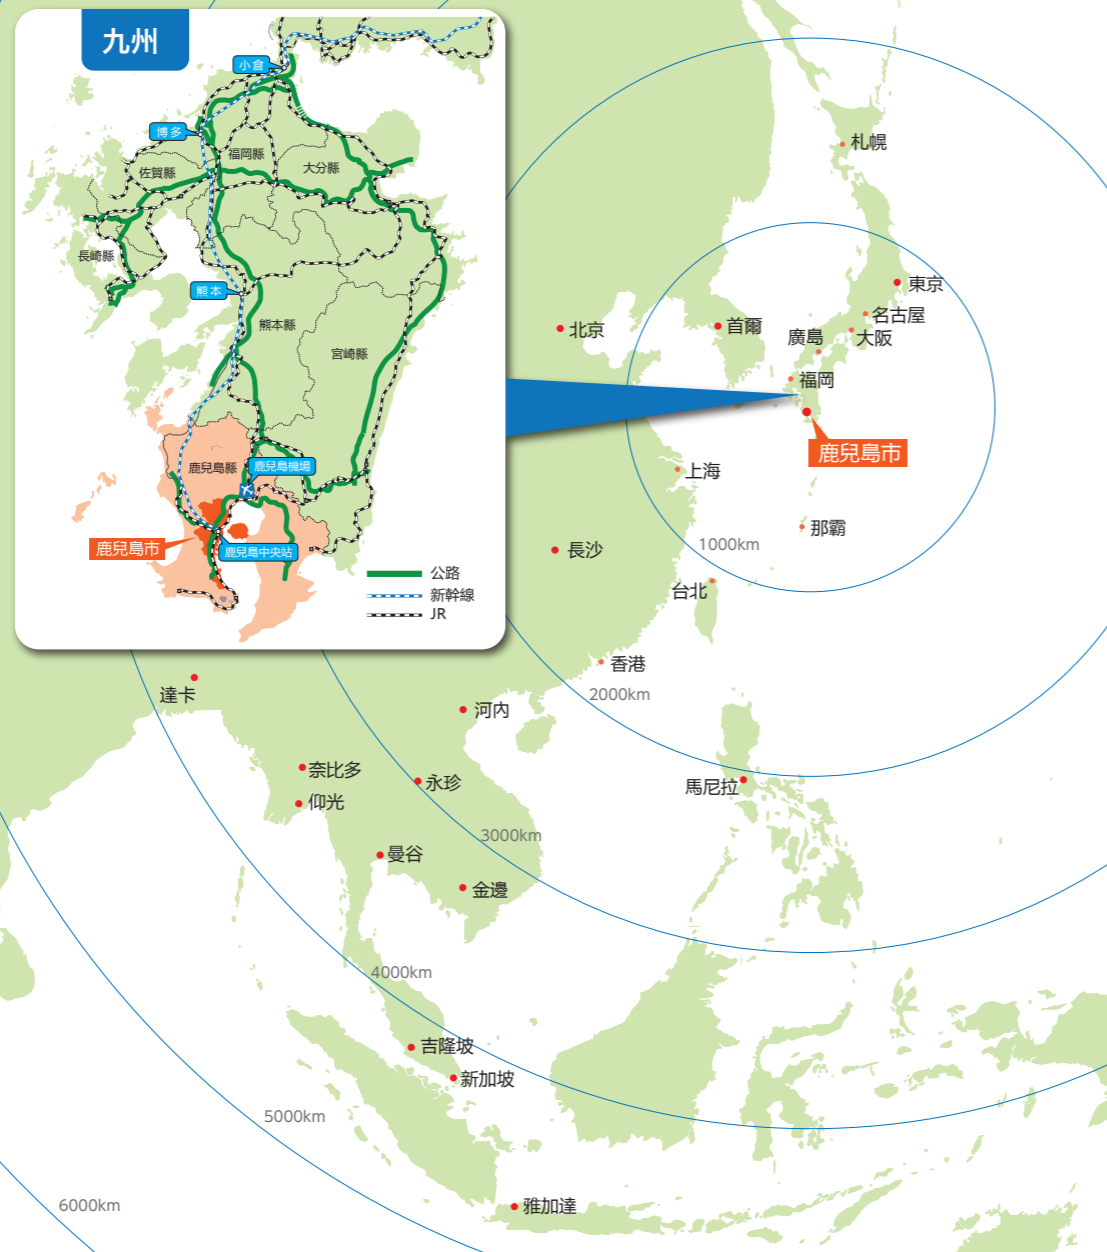 九州
小倉
博多
福岡縣
佐賀縣
大分縣
長崎縣
熊本
熊本縣
宮崎縣
鹿兒島縣
鹿兒島機場
鹿兒島市
鹿兒島中央站
公路
新幹線
JR
札幌
東京
名古屋
大阪
廣島
福岡
首爾
北京
鹿兒島市
上海
那霸
長沙
1000km
台北
香港
2000km
達卡
河內
奈比多
永珍
仰光
馬尼拉
3000km
曼谷
金邊
4000km
吉隆坡
新加坡
5000km
6000km
雅加達